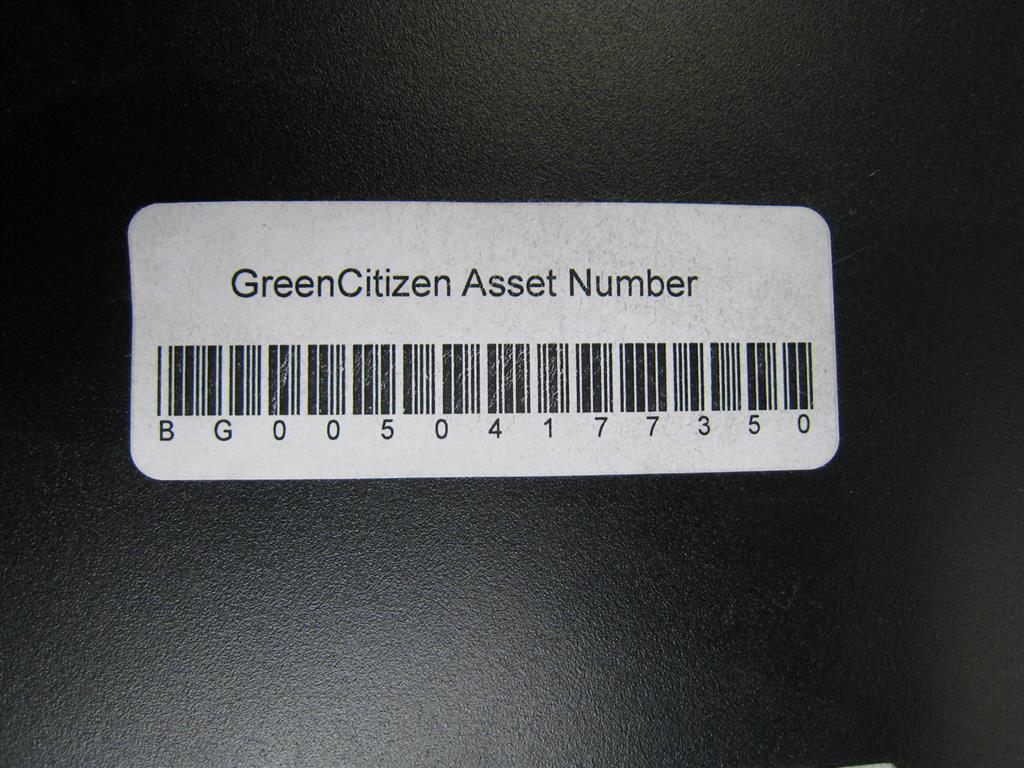 GreenCitizen Asset Number
B G 0 0 5 0 4 1 7 7 3 5 0